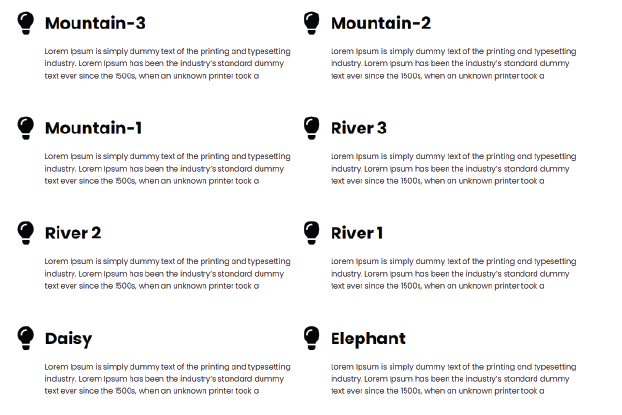 Mountain-3
Lorem Ipsum is simply dummy text of the printing and typesetting
industry. Lorem Ipsum has been the industry's standard dummy
text ever since the 1500s, when an unknown printer took a
Mountain-2
Lorem Ipsum is simply dummy text of the printing and typesetting
industry. Lorem Ipsum has been the industry's standard dummy
text ever since the 1500s, when an unknown printer took a
Mountain-1
Lorem Ipsum is simply dummy text of the printing and typesetting
industry. Lorem Ipsum has been the industry's standard dummy
text ever since the 1500s, when an unknown printer took a
River 3
Lorem Ipsum is simply dummy text of the printing and typesetting
industry. Lorem Ipsum has been the industry's standard dummy
text ever since the 1500s, when an unknown printer took a
River 2
Lorem Ipsum is simply dummy text of the printing and typesetting
industry. Lorem Ipsum has been the industry's standard dummy
text ever since the 1500s, when an unknown printer took a
River 1
Lorem Ipsum is simply dummy text of the printing and typesetting
industry. Lorem Ipsum has been the industry's standard dummy
text ever since the 1500s, when an unknown printer took a
Daisy
Lorem Ipsum is simply dummy text of the printing and typesetting
industry. Lorem Ipsum has been the industry's standard dummy
text ever since the 1500s, when an unknown printer took a
Elephant
Lorem Ipsum is simply dummy text of the printing and typesetting
industry. Lorem Ipsum has been the industry's standard dummy
text ever since the 1500s, when an unknown printer took a